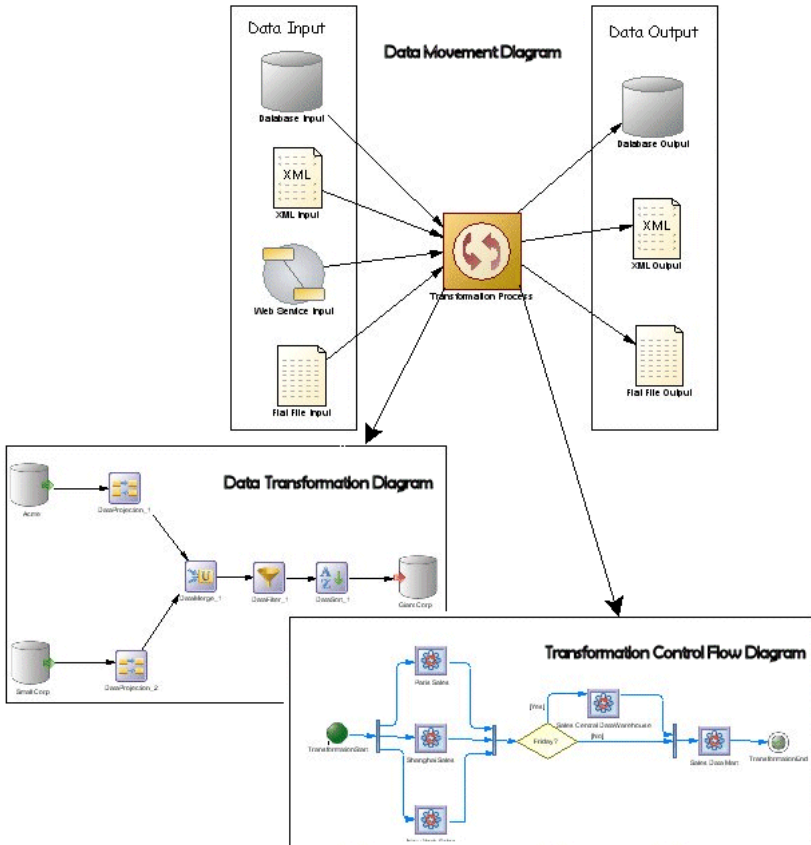 Data Input
Data Movement Diagram
Data Output
Database Input
Database Output
XML
XML Input
XML
XML Output
Web Service Input
Transformation Process
Flat File Input
Flat File Output
Data Transformation Diagram
Acme
DataProjection_1
DataMerge_1
DataFilter_1
DataSort_1
GiantCorp
SmallCorp
DataProjection_2
Transformation Control Flow Diagram
Paris Sales
[Yes]
Sales Central DataWarehouse
TransformationStart
Shanghai Sales
Friday?
[No]
Sales Data Mart
TransformationEnd